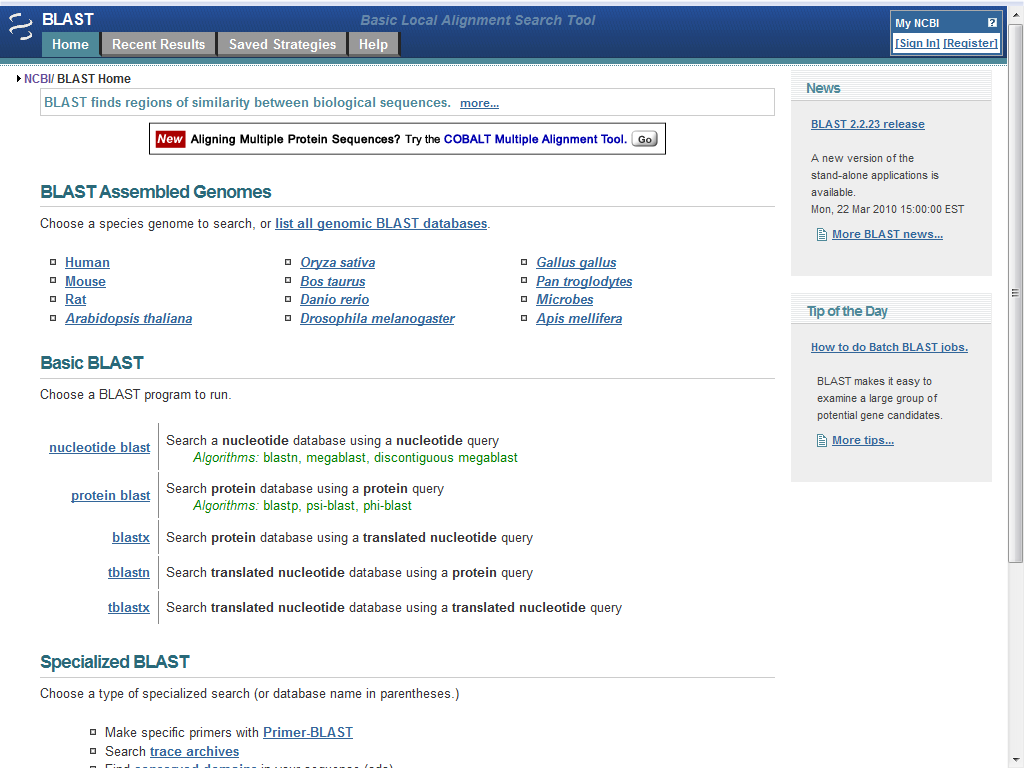 BLAST
Basic Local Alignment Search Tool
My NCBI ?
[Sign In] [Register]
Home Recent Results Saved Strategies Help
NCBI/ BLAST Home
BLAST finds regions of similarity between biological sequences. more...
New Aligning Multiple Protein Sequences? Try the COBALT Multiple Alignment Tool. Go
BLAST Assembled Genomes
Choose a species genome to search, or list all genomic BLAST databases.
Human
Mouse
Rat
Arabidopsis thaliana
Oryza sativa
Bos taurus
Danio rerio
Drosophila melanogaster
Gallus gallus
Pan troglodytes
Microbes
Apis mellifera
Basic BLAST
Choose a BLAST program to run.
nucleotide blast
Search a nucleotide database using a nucleotide query
Algorithms: blastn, megablast, discontiguous megablast
protein blast
Search protein database using a protein query
Algorithms: blastp, psi-blast, phi-blast
blastx Search protein database using a translated nucleotide query
tblastn Search translated nucleotide database using a protein query
tblastx Search translated nucleotide database using a translated nucleotide query
Specialized BLAST
Choose a type of specialized search (or database name in parentheses.)
Make specific primers with Primer-BLAST
Search trace archives
Find conserved domains in your sequence (cds)
News
BLAST 2.2.23 release
A new version of the
stand-alone applications is
available.
Mon, 22 Mar 2010 15:00:00 EST
More BLAST news...
Tip of the Day
How to do Batch BLAST jobs.
BLAST makes it easy to
examine a large group of
potential gene candidates.
More tips...